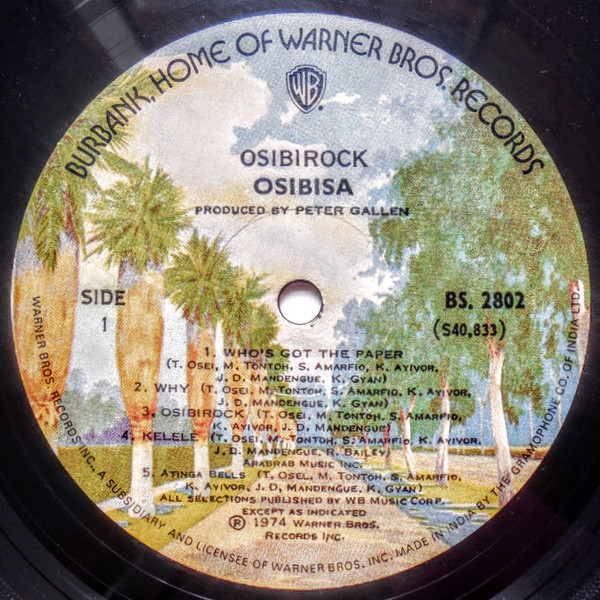 BURBANK, HOME OF WARNER BROS. RECORDS
WB
OSIBIROCK
OSIBISA
PRODUCED BY PETER GALLEN
SIDE
1
BS. 2802
(S40,833)
1. WHO'S GOT THE PAPER
(T. OSEI, M. TONTOH, S. AMARFIO, K. AYIVOR,
J. D. MANDENGUE, K. GYAN)
2. WHY (T. OSEI, M. TONTOH, S. AMARFIO, K. AYIVOR,
J. D. MANDENGUE, K. GYAN)
3. OSIBIROCK (T. OSEI, M. TONTOH, S. AMARFIO,
K. AYIVOR, J. D. MANDENGUE)
4. KELELE (T. OSEI, M. TONTOH, S. AMARFIO, K. AYIVOR,
J. D. MANDENGUE, R. BAILEY)
ARABRAB MUSIC INC.
5. ATINGA BELLS (T. OSEI, M. TONTOH, S. AMARFIO,
K. AYIVOR, J. D. MANDENGUE, K. GYAN)
ALL SELECTIONS PUBLISHED BY WB MUSIC CORP.
EXCEPT AS INDICATED
Ⓡ 1974 WARNER BROS.
RECORDS INC.
WARNER BROS. RECORDS INC. A SUBSIDIARY AND LICENSEE OF WARNER BROS. INC. MADE IN INDIA BY THE GRAMOPHONE CO. OF INDIA LTD.